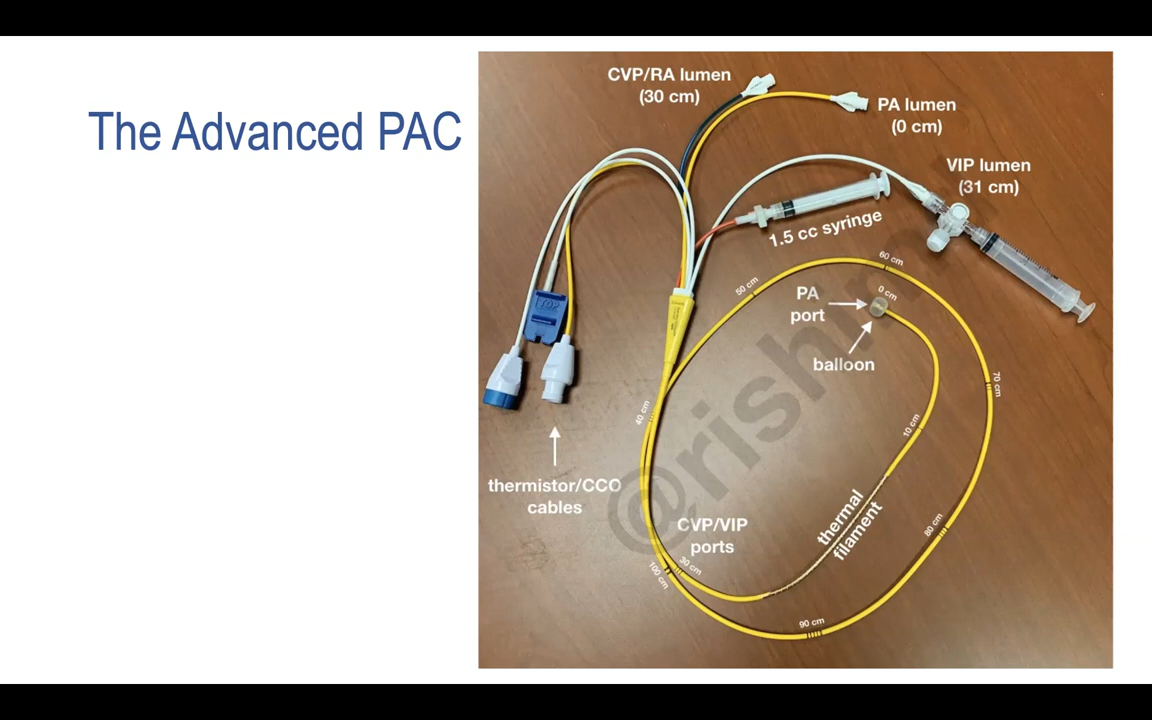 The Advanced PAC
CVP/RA lumen
(30 cm)
PA lumen
(0 cm)
VIP lumen
(31 cm)
1.5 cc syringe
60 cm
50 cm
0 cm
PA
port
balloon
70 cm
40 cm
10 cm
thermistor/CCO
cables
thermal
filament
80 cm
CVP/VIP
ports
30 cm
100 cm
90 cm
@rishm